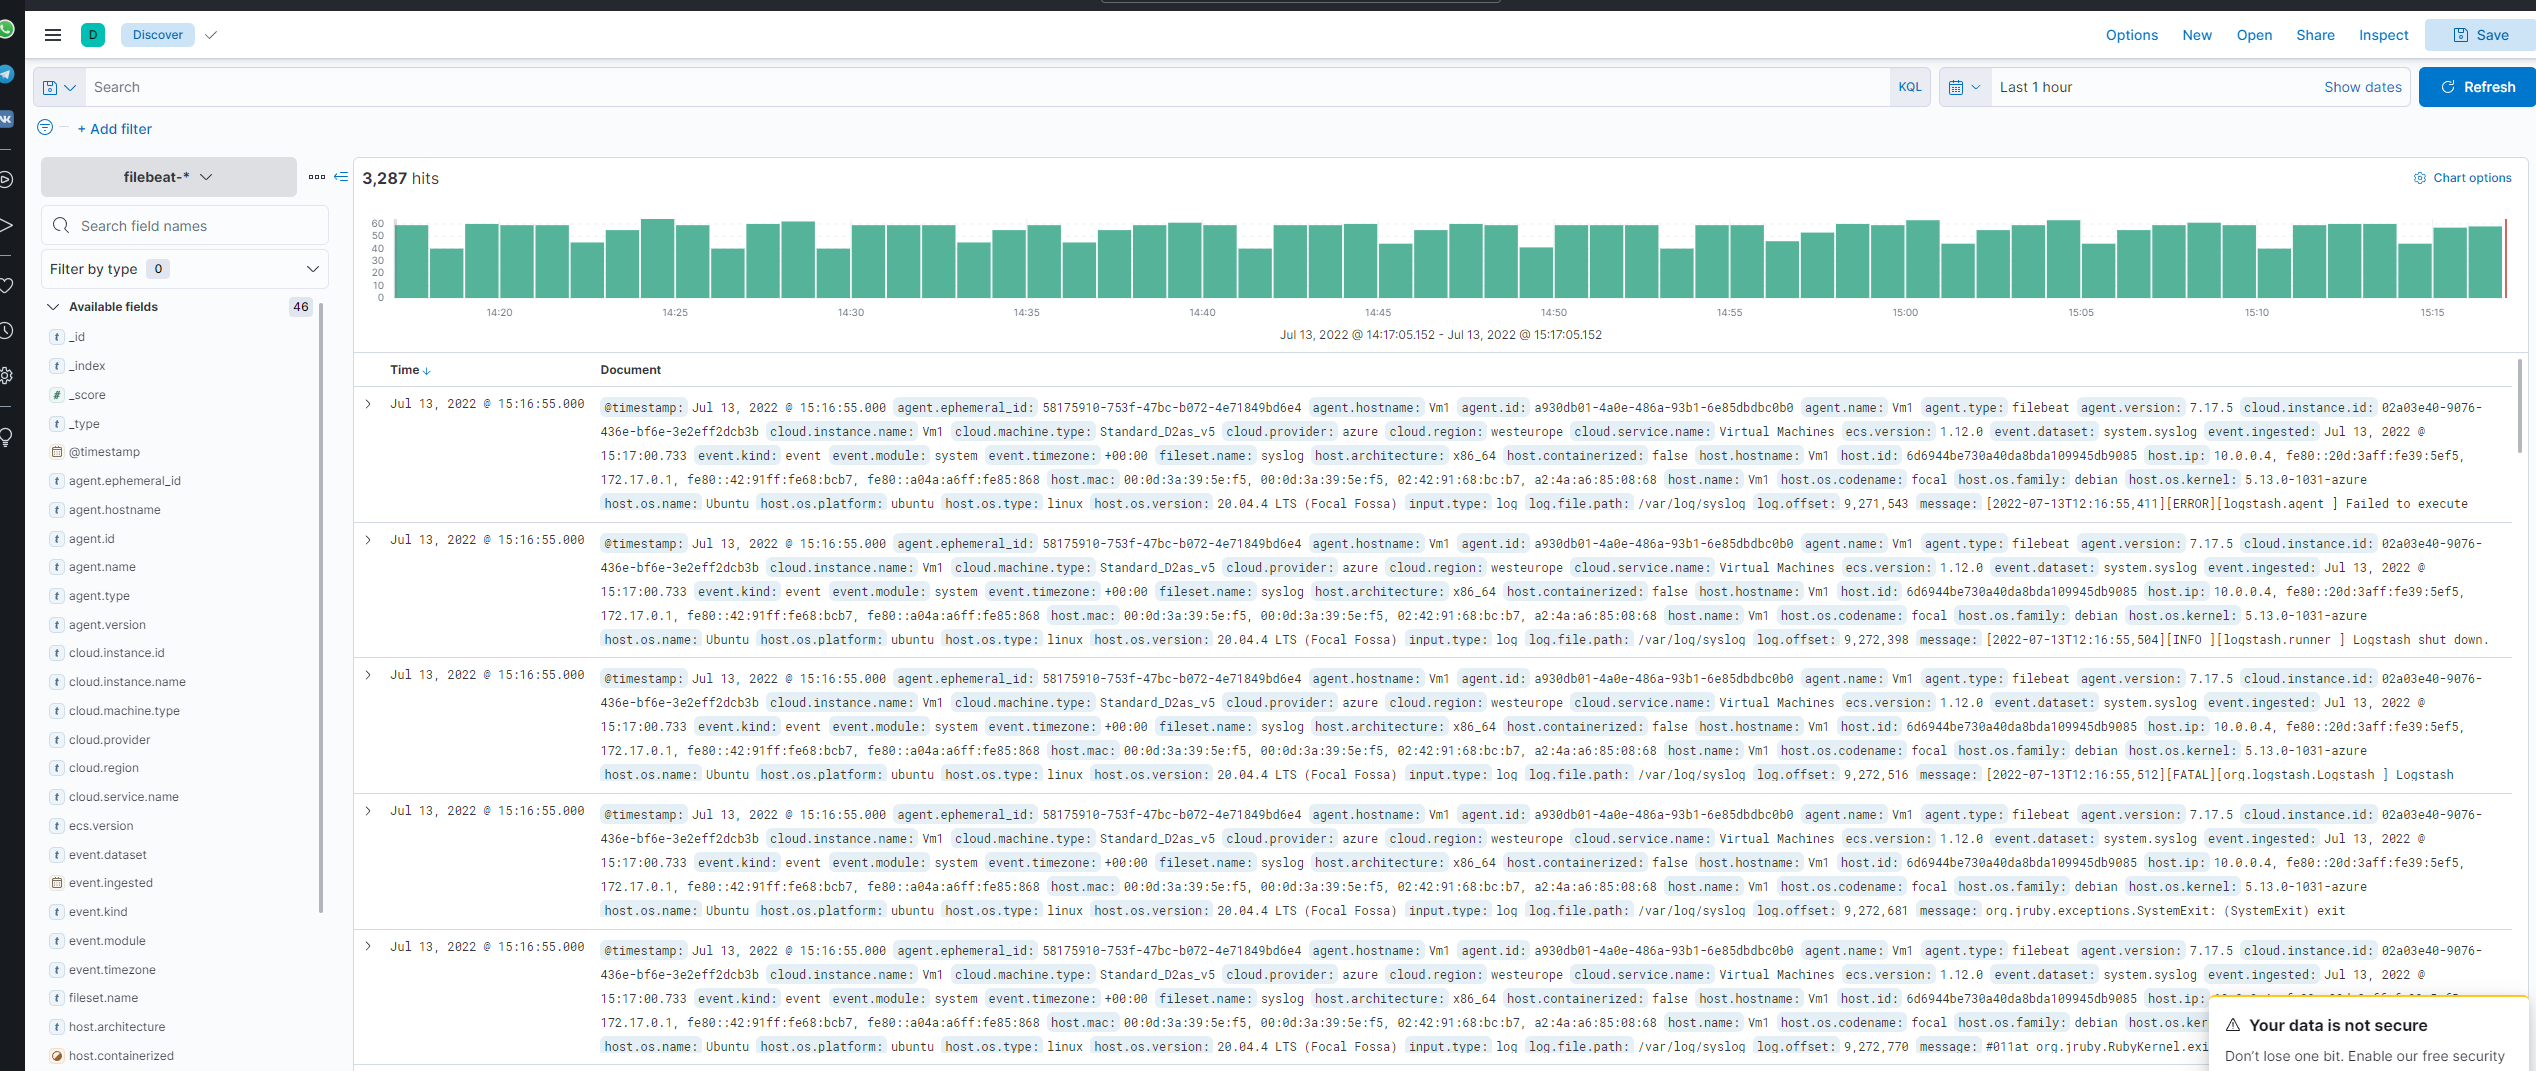 D Discover Options New Open Share Inspect Save
Search KQL Last 1 hour Show dates Refresh
+ Add filter
filebeat-*
3,287 hits
Chart options
Search field names
Filter by type 0
Available fields 46
_id
_index
_score
_type
@timestamp
agent.ephemeral_id
agent.hostname
agent.id
agent.name
agent.type
agent.version
cloud.instance.id
cloud.instance.name
cloud.machine.type
cloud.provider
cloud.region
cloud.service.name
ecs.version
event.dataset
event.ingested
event.kind
event.module
event.timezone
fileset.name
host.architecture
host.containerized
60
50
40
30
20
10
0
14:20 14:25 14:30 14:35 14:40 14:45 14:50 14:55 15:00 15:05 15:10 15:15
Jul 13, 2022 @ 14:17:05.152 - Jul 13, 2022 @ 15:17:05.152
Time Document
Jul 13, 2022 @ 15:16:55.000 @timestamp: Jul 13, 2022 @ 15:16:55.000 agent.ephemeral_id: 58175910-753f-47bc-b072-4e71849bd6e4 agent.hostname: Vm1 agent.id: a930db01-4a0e-486a-93b1-6e85dbdbc0b0 agent.name: Vm1 agent.type: filebeat agent.version: 7.17.5 cloud.instance.id: 02a03e40-9076-
436e-bf6e-3e2eff2dcb3b cloud.instance.name: Vm1 cloud.machine.type: Standard_D2as_v5 cloud.provider: azure cloud.region: westeurope cloud.service.name: Virtual Machines ecs.version: 1.12.0 event.dataset: system.syslog event.ingested: Jul 13, 2022 @
15:17:00.733 event.kind: event event.module: system event.timezone: +00:00 fileset.name: syslog host.architecture: x86_64 host.containerized: false host.hostname: Vm1 host.id: 6d6944be730a40da8bda109945db9085 host.ip: 10.0.0.4, fe80::20d:3aff:fe39:5ef5,
172.17.0.1, fe80::42:91ff:fe68:bcb7, fe80::a04a:a6ff:fe85:868 host.mac: 00:0d:3a:39:5e:f5, 00:0d:3a:39:5e:f5, 02:42:91:68:bc:b7, a2:4a:a6:85:08:68 host.name: Vm1 host.os.codename: focal host.os.family: debian host.os.kernel: 5.13.0-1031-azure
host.os.name: Ubuntu host.os.platform: ubuntu host.os.type: linux host.os.version: 20.04.4 LTS (Focal Fossa) input.type: log log.file.path: /var/log/syslog log.offset: 9,271,543 message: [2022-07-13T12:16:55,411][ERROR][logstash.agent ] Failed to execute
Jul 13, 2022 @ 15:16:55.000 @timestamp: Jul 13, 2022 @ 15:16:55.000 agent.ephemeral_id: 58175910-753f-47bc-b072-4e71849bd6e4 agent.hostname: Vm1 agent.id: a930db01-4a0e-486a-93b1-6e85dbdbc0b0 agent.name: Vm1 agent.type: filebeat agent.version: 7.17.5 cloud.instance.id: 02a03e40-9076-
436e-bf6e-3e2eff2dcb3b cloud.instance.name: Vm1 cloud.machine.type: Standard_D2as_v5 cloud.provider: azure cloud.region: westeurope cloud.service.name: Virtual Machines ecs.version: 1.12.0 event.dataset: system.syslog event.ingested: Jul 13, 2022 @
15:17:00.733 event.kind: event event.module: system event.timezone: +00:00 fileset.name: syslog host.architecture: x86_64 host.containerized: false host.hostname: Vm1 host.id: 6d6944be730a40da8bda109945db9085 host.ip: 10.0.0.4, fe80::20d:3aff:fe39:5ef5,
172.17.0.1, fe80::42:91ff:fe68:bcb7, fe80::a04a:a6ff:fe85:868 host.mac: 00:0d:3a:39:5e:f5, 00:0d:3a:39:5e:f5, 02:42:91:68:bc:b7, a2:4a:a6:85:08:68 host.name: Vm1 host.os.codename: focal host.os.family: debian host.os.kernel: 5.13.0-1031-azure
host.os.name: Ubuntu host.os.platform: ubuntu host.os.type: linux host.os.version: 20.04.4 LTS (Focal Fossa) input.type: log log.file.path: /var/log/syslog log.offset: 9,272,398 message: [2022-07-13T12:16:55,504][INFO ][logstash.runner ] Logstash shut down.
Jul 13, 2022 @ 15:16:55.000 @timestamp: Jul 13, 2022 @ 15:16:55.000 agent.ephemeral_id: 58175910-753f-47bc-b072-4e71849bd6e4 agent.hostname: Vm1 agent.id: a930db01-4a0e-486a-93b1-6e85dbdbc0b0 agent.name: Vm1 agent.type: filebeat agent.version: 7.17.5 cloud.instance.id: 02a03e40-9076-
436e-bf6e-3e2eff2dcb3b cloud.instance.name: Vm1 cloud.machine.type: Standard_D2as_v5 cloud.provider: azure cloud.region: westeurope cloud.service.name: Virtual Machines ecs.version: 1.12.0 event.dataset: system.syslog event.ingested: Jul 13, 2022 @
15:17:00.733 event.kind: event event.module: system event.timezone: +00:00 fileset.name: syslog host.architecture: x86_64 host.containerized: false host.hostname: Vm1 host.id: 6d6944be730a40da8bda109945db9085 host.ip: 10.0.0.4, fe80::20d:3aff:fe39:5ef5,
172.17.0.1, fe80::42:91ff:fe68:bcb7, fe80::a04a:a6ff:fe85:868 host.mac: 00:0d:3a:39:5e:f5, 00:0d:3a:39:5e:f5, 02:42:91:68:bc:b7, a2:4a:a6:85:08:68 host.name: Vm1 host.os.codename: focal host.os.family: debian host.os.kernel: 5.13.0-1031-azure
host.os.name: Ubuntu host.os.platform: ubuntu host.os.type: linux host.os.version: 20.04.4 LTS (Focal Fossa) input.type: log log.file.path: /var/log/syslog log.offset: 9,272,516 message: [2022-07-13T12:16:55,512][FATAL][org.logstash.Logstash ] Logstash
Jul 13, 2022 @ 15:16:55.000 @timestamp: Jul 13, 2022 @ 15:16:55.000 agent.ephemeral_id: 58175910-753f-47bc-b072-4e71849bd6e4 agent.hostname: Vm1 agent.id: a930db01-4a0e-486a-93b1-6e85dbdbc0b0 agent.name: Vm1 agent.type: filebeat agent.version: 7.17.5 cloud.instance.id: 02a03e40-9076-
436e-bf6e-3e2eff2dcb3b cloud.instance.name: Vm1 cloud.machine.type: Standard_D2as_v5 cloud.provider: azure cloud.region: westeurope cloud.service.name: Virtual Machines ecs.version: 1.12.0 event.dataset: system.syslog event.ingested: Jul 13, 2022 @
15:17:00.733 event.kind: event event.module: system event.timezone: +00:00 fileset.name: syslog host.architecture: x86_64 host.containerized: false host.hostname: Vm1 host.id: 6d6944be730a40da8bda109945db9085 host.ip: 10.0.0.4, fe80::20d:3aff:fe39:5ef5,
172.17.0.1, fe80::42:91ff:fe68:bcb7, fe80::a04a:a6ff:fe85:868 host.mac: 00:0d:3a:39:5e:f5, 00:0d:3a:39:5e:f5, 02:42:91:68:bc:b7, a2:4a:a6:85:08:68 host.name: Vm1 host.os.codename: focal host.os.family: debian host.os.kernel: 5.13.0-1031-azure
host.os.name: Ubuntu host.os.platform: ubuntu host.os.type: linux host.os.version: 20.04.4 LTS (Focal Fossa) input.type: log log.file.path: /var/log/syslog log.offset: 9,272,681 message: org.jruby.exceptions.SystemExit: (SystemExit) exit
Jul 13, 2022 @ 15:16:55.000 @timestamp: Jul 13, 2022 @ 15:16:55.000 agent.ephemeral_id: 58175910-753f-47bc-b072-4e71849bd6e4 agent.hostname: Vm1 agent.id: a930db01-4a0e-486a-93b1-6e85dbdbc0b0 agent.name: Vm1 agent.type: filebeat agent.version: 7.17.5 cloud.instance.id: 02a03e40-9076-
436e-bf6e-3e2eff2dcb3b cloud.instance.name: Vm1 cloud.machine.type: Standard_D2as_v5 cloud.provider: azure cloud.region: westeurope cloud.service.name: Virtual Machines ecs.version: 1.12.0 event.dataset: system.syslog event.ingested: Jul 13, 2022 @
15:17:00.733 event.kind: event event.module: system event.timezone: +00:00 fileset.name: syslog host.architecture: x86_64 host.containerized: false host.hostname: Vm1 host.id: 6d6944be730a40da8bda109945db9085 host.ip:
172.17.0.1, fe80::42:91ff:fe68:bcb7, fe80::a04a:a6ff:fe85:868 host.mac: 00:0d:3a:39:5e:f5, 00:0d:3a:39:5e:f5, 02:42:91:68:bc:b7, a2:4a:a6:85:08:68 host.name: Vm1 host.os.codename: focal host.os.family: debian host.os.ker
host.os.name: Ubuntu host.os.platform: ubuntu host.os.type: linux host.os.version: 20.04.4 LTS (Focal Fossa) input.type: log log.file.path: /var/log/syslog log.offset: 9,272,770 message: #011at org.jruby.RubyKernel.exi
Your data is not secure
Don't lose one bit. Enable our free security